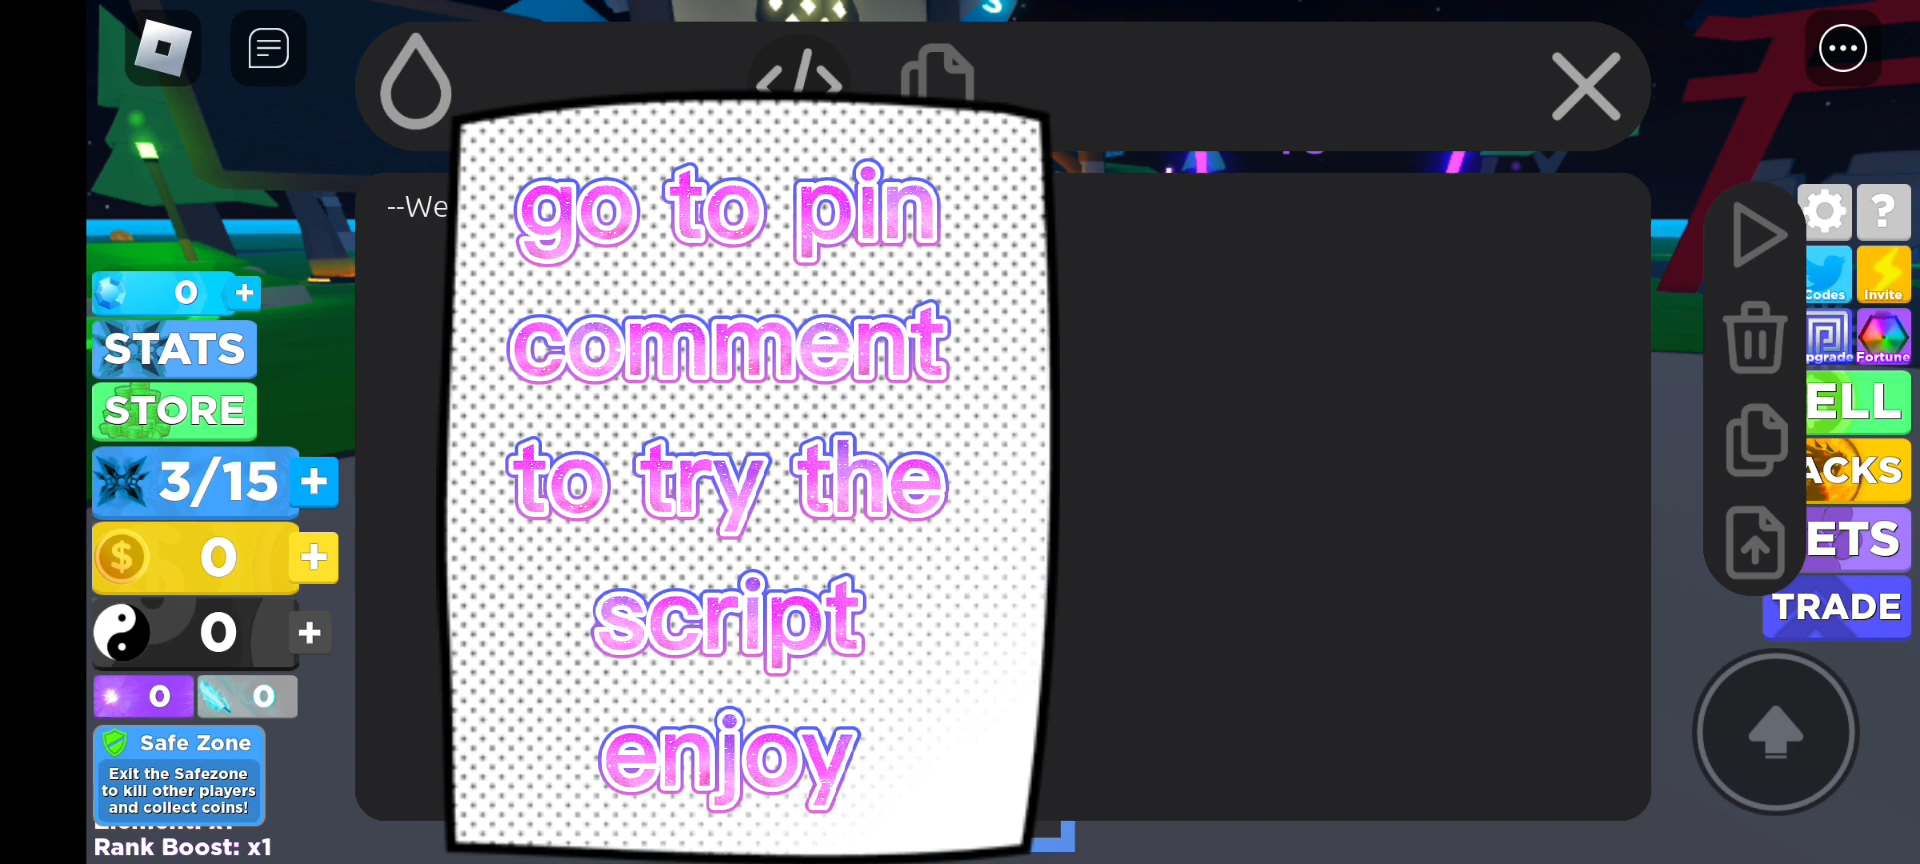 --We
go to pin
comment
to try the
script
enjoy
0
+
STATS
STORE
3/15
+
$
0
+
0
+
0
0
Safe Zone
Exit the Safezone
to kill other players
and collect coins!
Rank Boost: x1
?
Codes
Invite
pgrade
Fortune
ELL
ACKS
ETS
TRADE